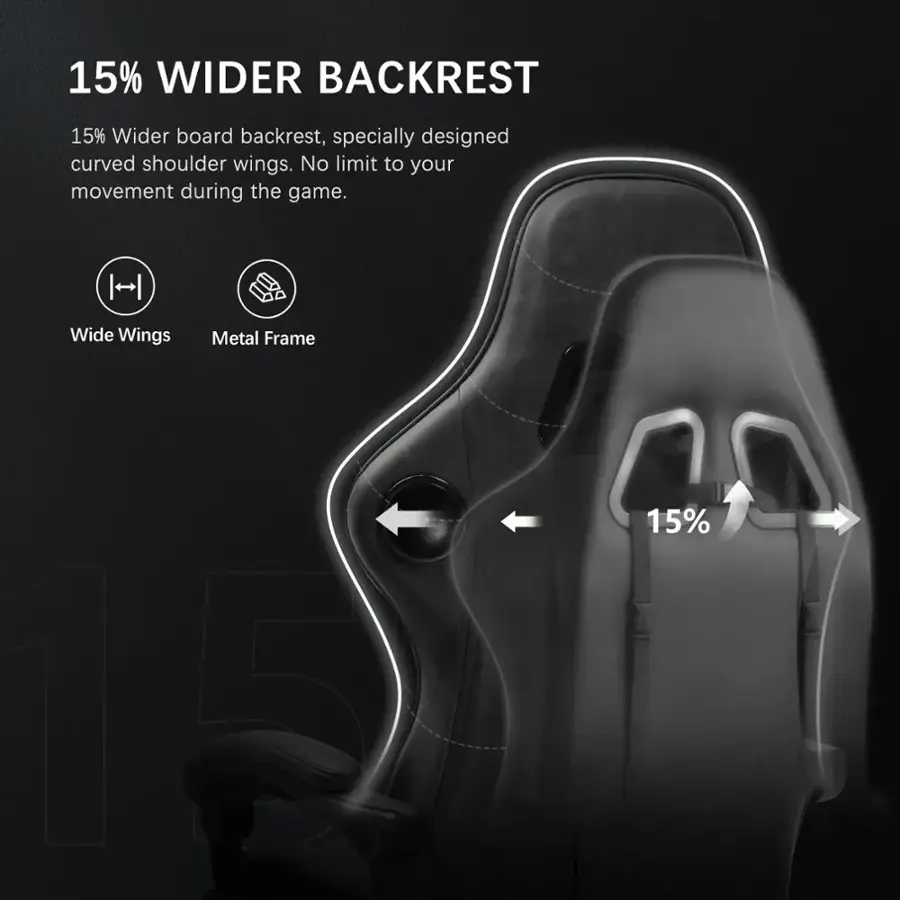 15% WIDER BACKREST
15% Wider board backrest, specially designed
curved shoulder wings. No limit to your
movement during the game.
Wide Wings
Metal Frame
15%
15